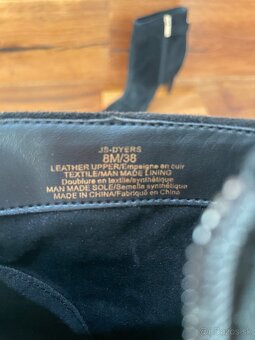 JS-DYERS
8M/38
LEATHER UPPER/Empeigne en cuir
TEXTILE/MAN MADE LINING
Doublure en textile/synthétique
MAN MADE SOLE/Semelle synthétique
MADE IN CHINA/Fabriqué en Chine